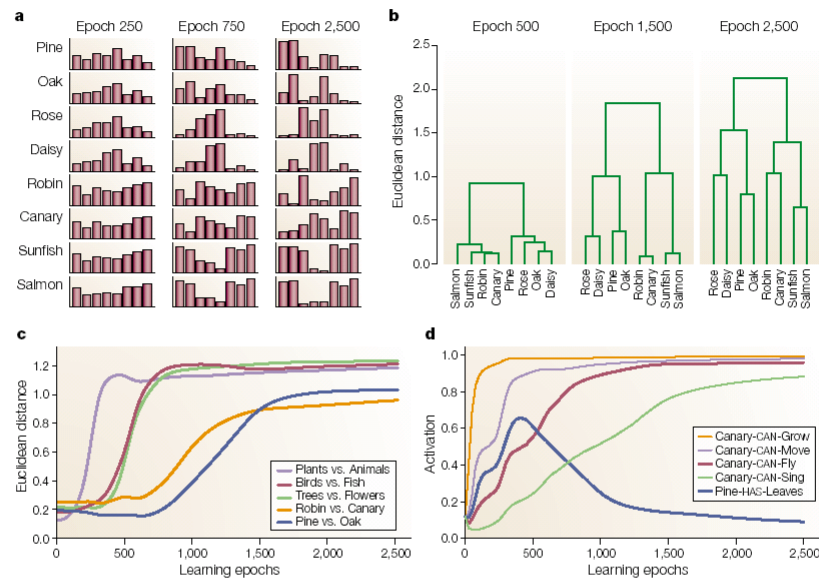 a
Epoch 250 Epoch 750 Epoch 2,500
Pine
Oak
Rose
Daisy
Robin
Canary
Sunfish
Salmon
b
Epoch 500 Epoch 1,500 Epoch 2,500
Euclidean distance
2.5
2.0
1.5
1.0
0.5
0.0
Salmon Sunfish Robin Canary Pine Rose Oak Daisy
Rose Daisy Pine Oak Robin Canary Sunfish Salmon
Rose Daisy Pine Oak Robin Canary Sunfish Salmon
c
Euclidean distance
1.2
1.0
0.8
0.6
0.4
0.2
0.0
0 500 1,000 1,500 2,000 2,500
Learning epochs
Plants vs. Animals
Birds vs. Fish
Trees vs. Flowers
Robin vs. Canary
Pine vs. Oak
d
Activation
1.0
0.8
0.6
0.4
0.2
0.0
0 500 1,000 1,500 2,000 2,500
Learning epochs
Canary-CAN-Grow
Canary-CAN-Move
Canary-CAN-Fly
Canary-CAN-Sing
Pine-HAS-Leaves